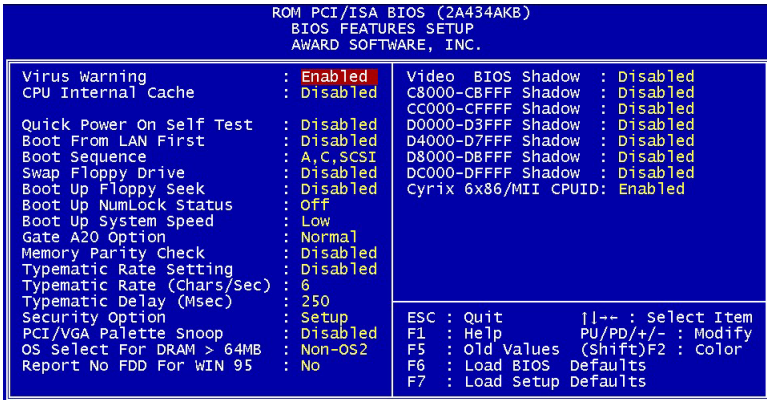 ROM PCI/ISA BIOS (2A434AKB)
BIOS FEATURES SETUP
AWARD SOFTWARE, INC.
Virus Warning : Enabled
CPU Internal Cache : Disabled
Quick Power On Self Test : Disabled
Boot From LAN First : Disabled
Boot Sequence : A,C,SCSI
Swap Floppy Drive : Disabled
Boot Up Floppy Seek : Disabled
Boot Up NumLock Status : Off
Boot Up System Speed : Low
Gate A20 Option : Normal
Memory Parity Check : Disabled
Typematic Rate Setting : Disabled
Typematic Rate (Chars/Sec) : 6
Typematic Delay (Msec) : 250
Security Option : Setup
PCI/VGA Palette Snoop : Disabled
OS Select For DRAM > 64MB : Non-OS2
Report No FDD For WIN 95 : No
Video BIOS Shadow : Disabled
C8000-CBFFF Shadow : Disabled
CC000-CFFFF Shadow : Disabled
D0000-D3FFF Shadow : Disabled
D4000-D7FFF Shadow : Disabled
D8000-DBFFF Shadow : Disabled
DC000-DFFFF Shadow : Disabled
Cyrix 6x86/MII CPUID: Enabled
ESC : Quit ↑↓→← : Select Item
F1 : Help PU/PD/+/- : Modify
F5 : Old Values (Shift)F2 : Color
F6 : Load BIOS Defaults
F7 : Load Setup Defaults